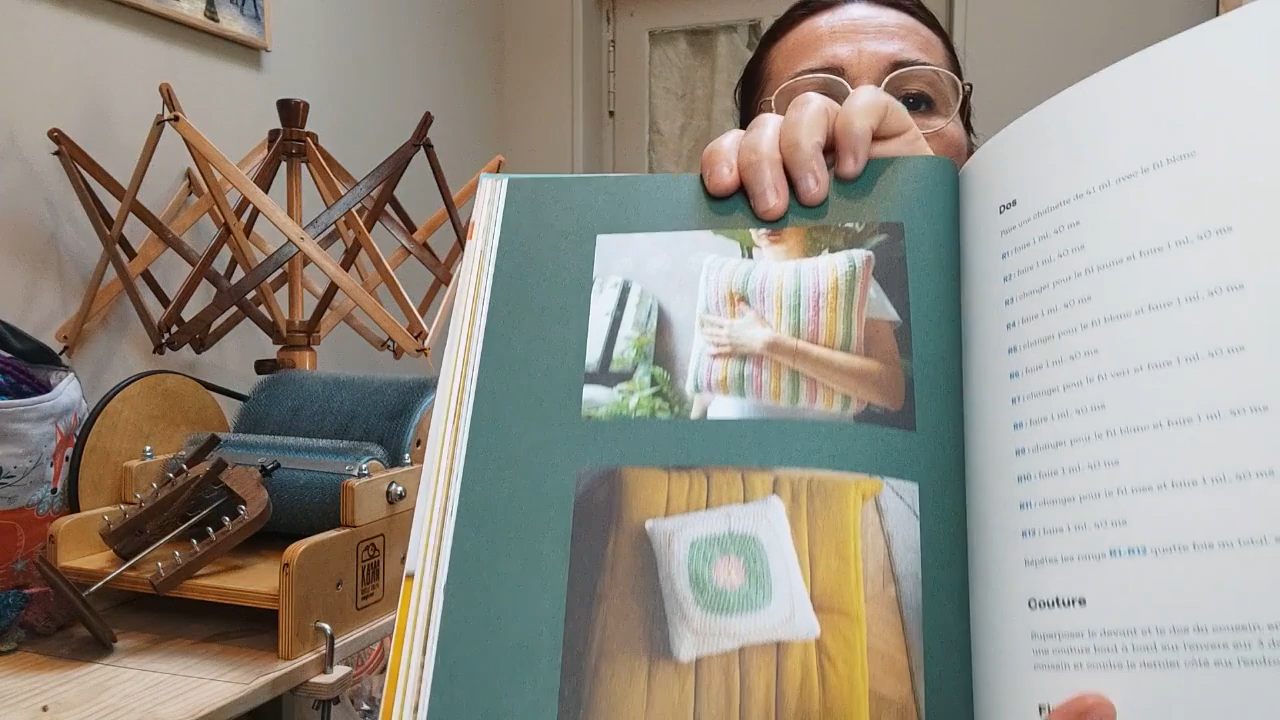 KAMM
Dos
Faire une chaînette de 41 ml avec le fil blanc.
R1 : faire 1 ml, 40 ms
R2 : faire 1 ml, 40 ms
R3 : changer pour le fil jaune et faire 1 ml, 40 ms
R4 : faire 1 ml, 40 ms
R5 : changer pour le fil blanc et faire 1 ml, 40 ms
R6 : faire 1 ml, 40 ms
R7 : changer pour le fil vert et faire 1 ml, 40 ms
R8 : faire 1 ml, 40 ms
R9 : changer pour le fil blanc et faire 1 ml, 40 ms
R10 : faire 1 ml, 40 ms
R11 : changer pour le fil rose et faire 1 ml, 40 ms
R12 : faire 1 ml, 40 ms
Répétez les rangs R1-R12 quatre fois au total.
Couture
Superposer le devant et le dos du coussin,
une couture bord à bord sur l'envers sur 3
coussin et coudre le dernier côté sur